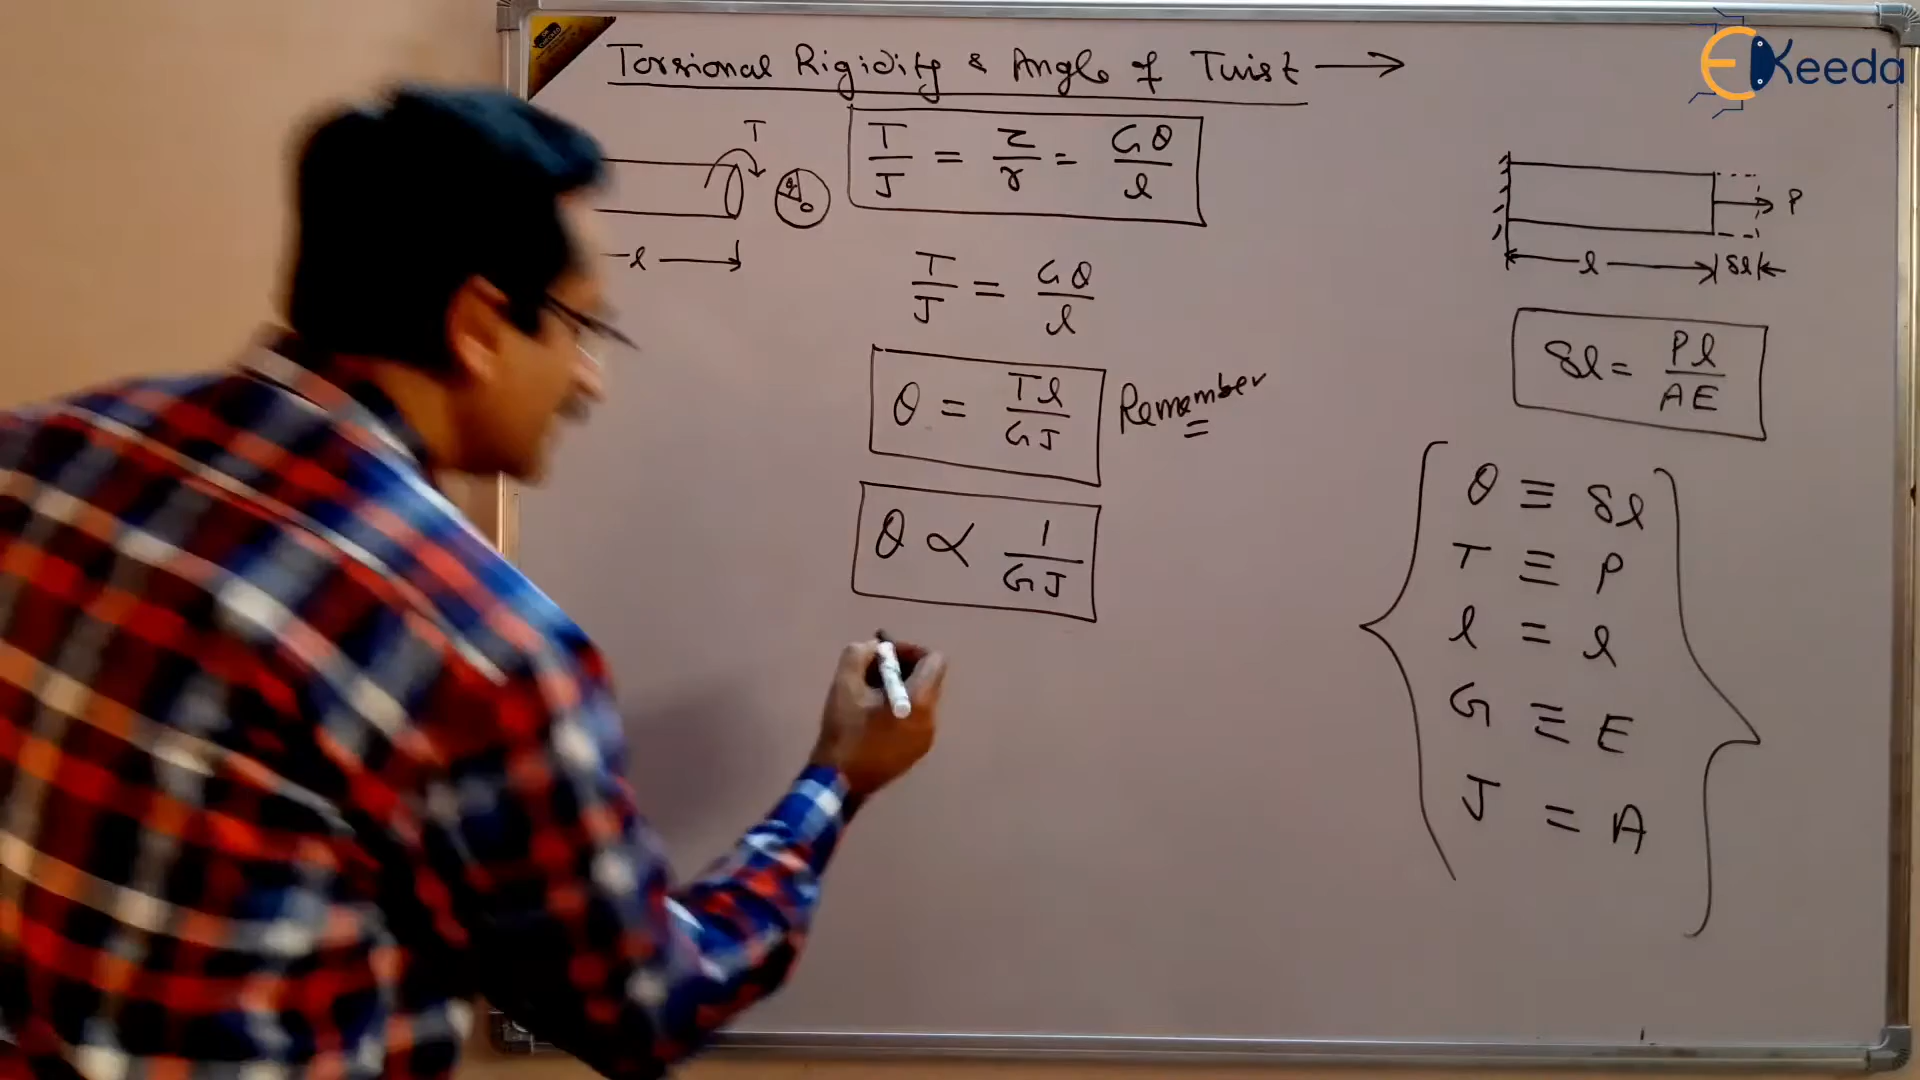 Torsional Rigidity & Angle of Twist →
EKeeda
T
θ
l
T/J = τ/r = Gθ/l
T/J = Gθ/l
θ = Tl/GJ
Remember
θ ∝ 1/GJ
P
l
δl
δl = Pl/AE
θ ≡ δl
T ≡ P
l = l
G ≡ E
J = A